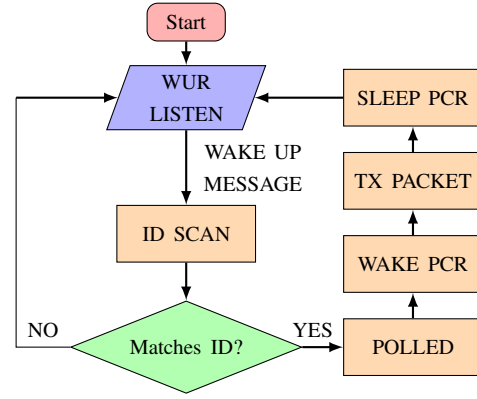 Start
WUR
LISTEN
SLEEP PCR
WAKE UP
MESSAGE
TX PACKET
ID SCAN
WAKE PCR
NO
Matches ID?
YES
POLLED